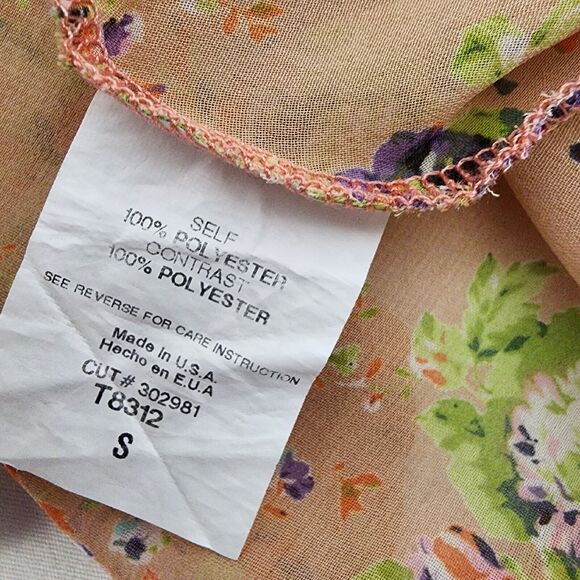 SELF
100% POLYESTER
CONTRAST
100% POLYESTER
SEE REVERSE FOR CARE INSTRUCTION
Made in U.S.A.
Hecho en E.U.A
CUT# 302981
T8312
S